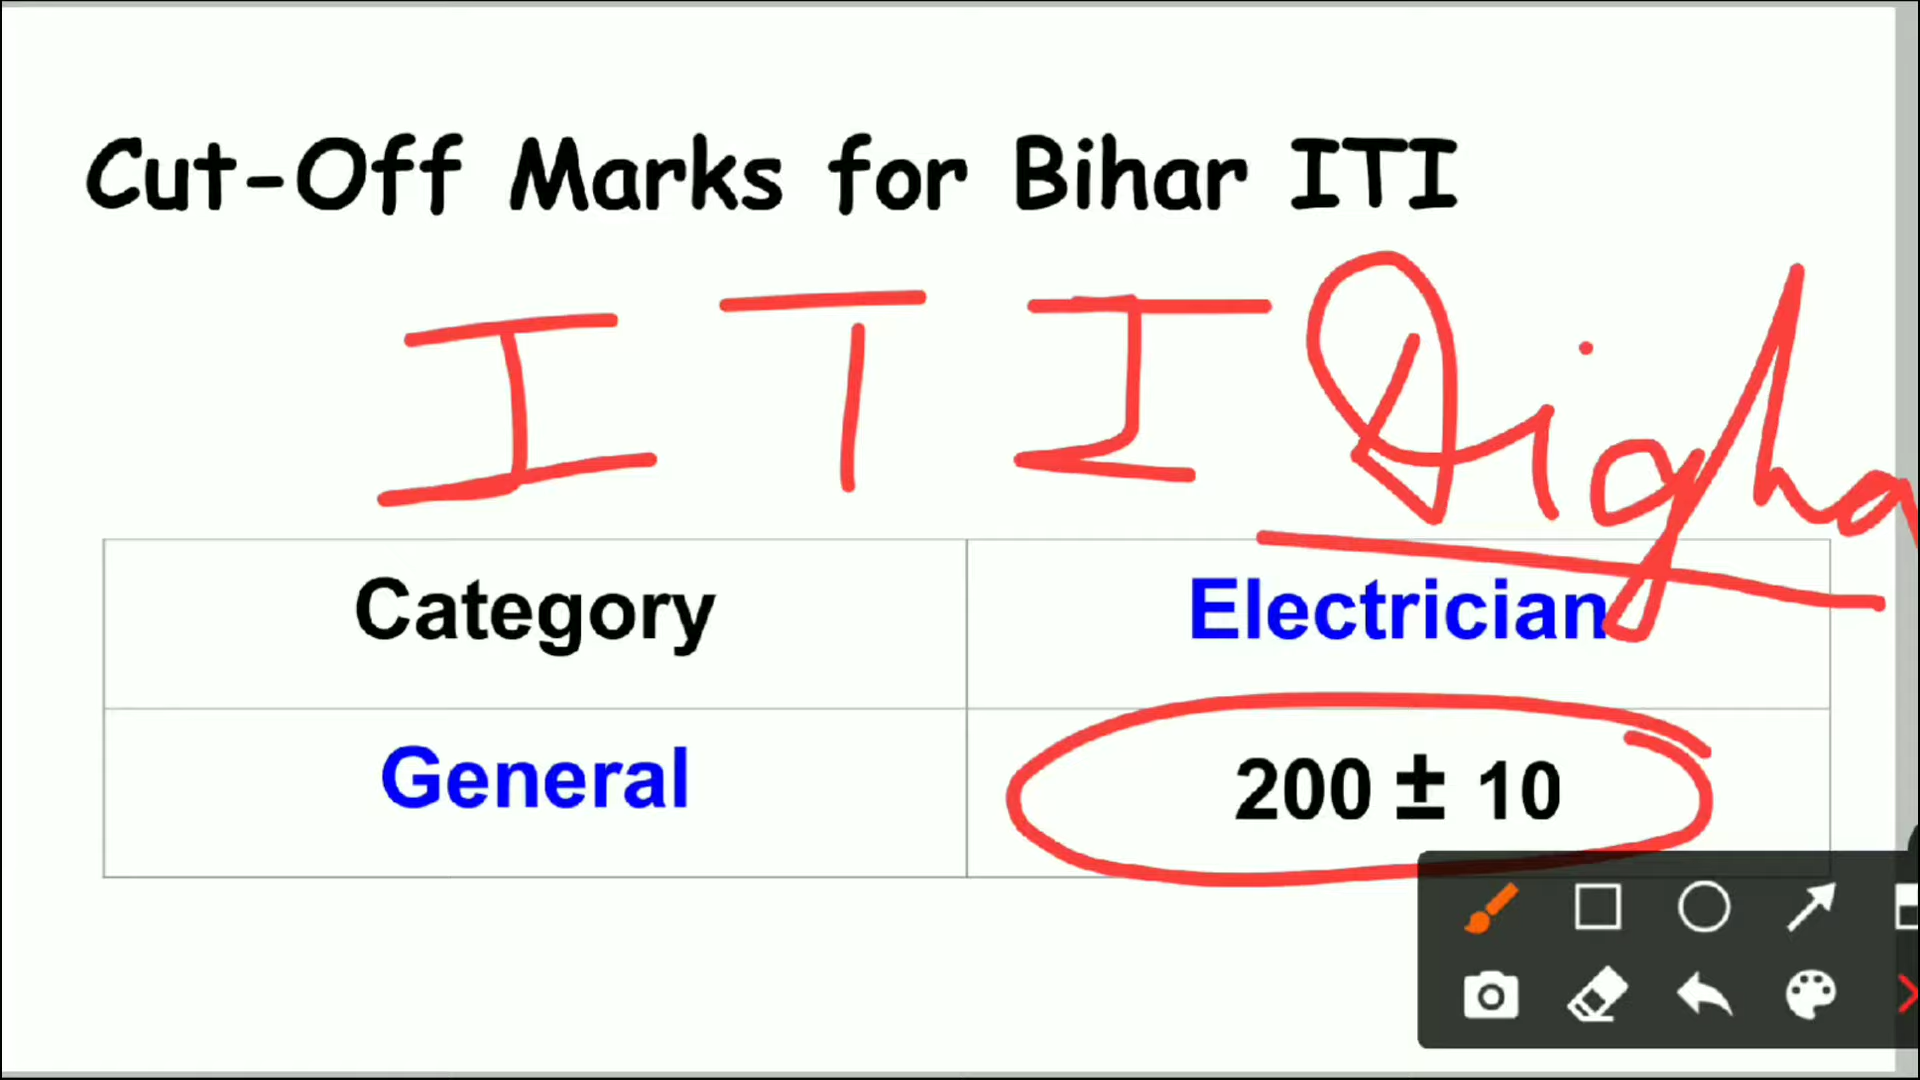 Cut-Off Marks for Bihar ITI
ITI Digha
Category Electrician
General 200 ± 10